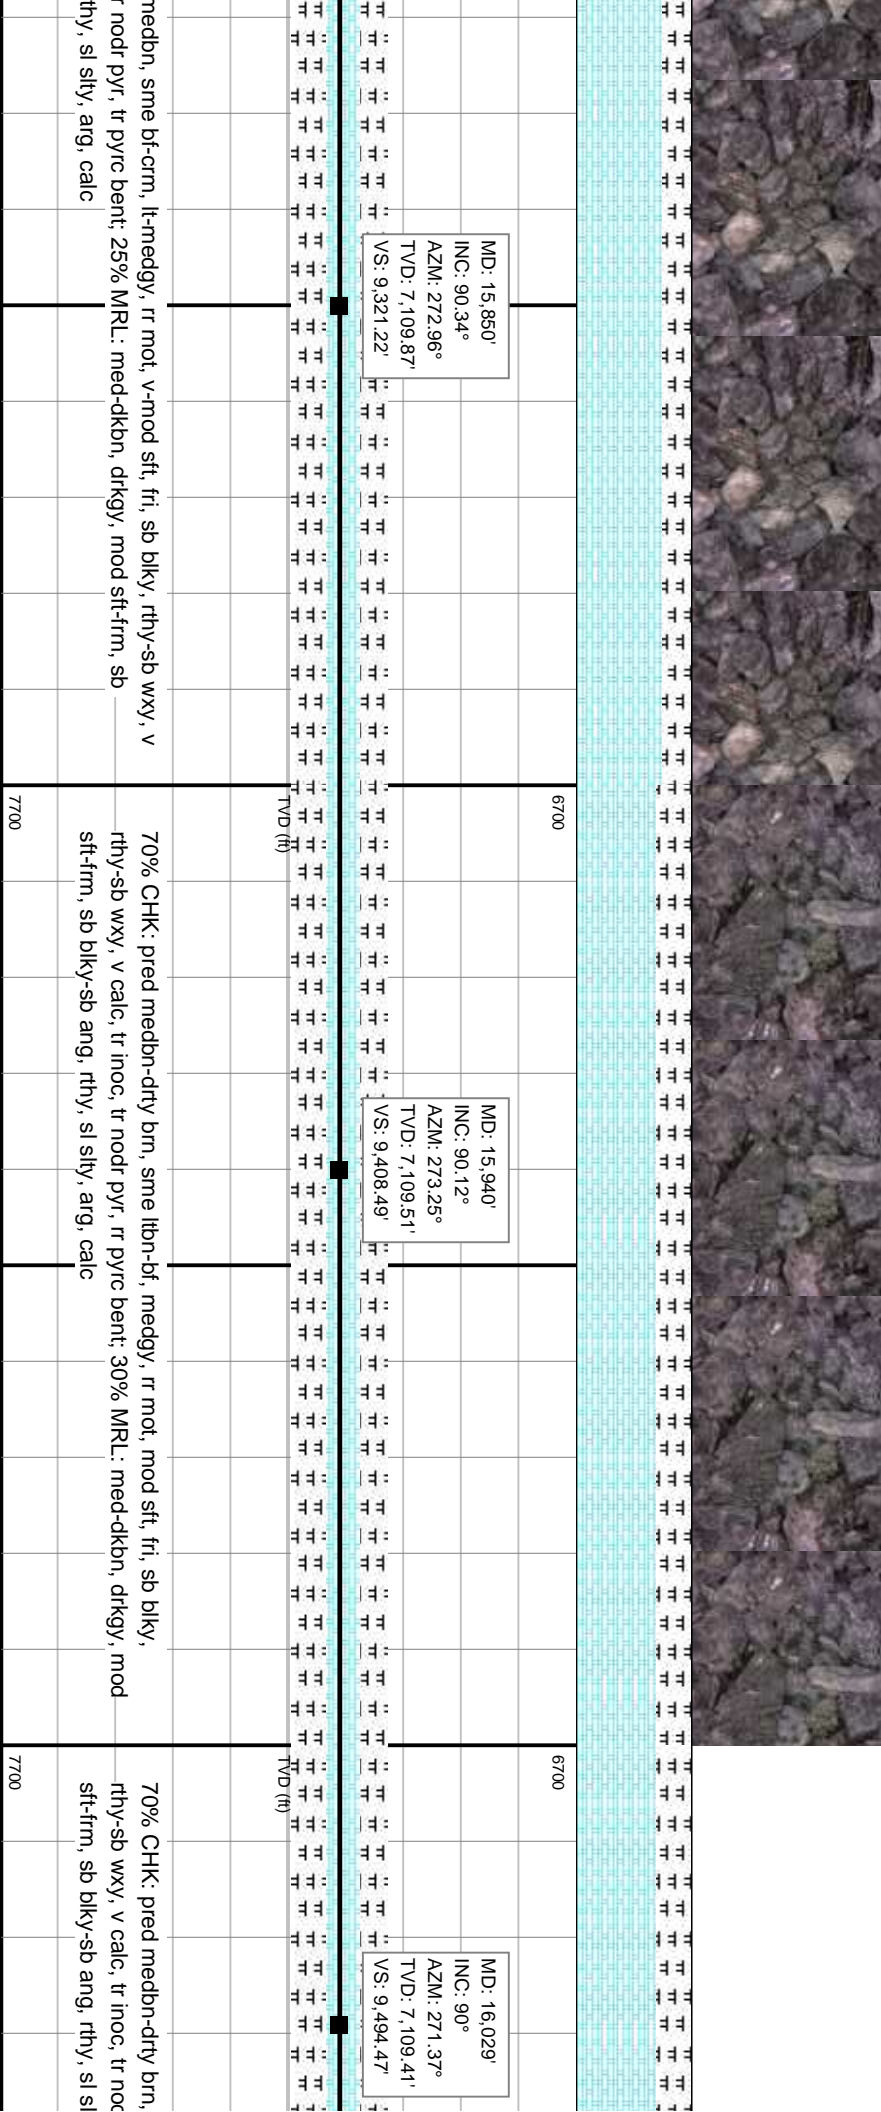 medbn, sme bf-crm, lt-medgy, rr mot, v-mod sft, fri, sb blky, rthy-sb wxy, v
nodr pyr, tr pyrc bent; 25% MRL: med-dkbn, drkgy, mod sft-frm, sb
sl slty, arg, calc
MD: 15,850'
INC: 90.34°
AZM: 272.96°
TVD: 7,109.87'
VS: 9,321.22'
6700
TVD (ft)
7700
70% CHK: pred medbn-drty brn, sme ltbn-bf, medgy, rr mot, mod sft, fri, sb blky,
rthy-sb wxy, v calc, tr inoc, tr nodr pyr, rr pyrc bent; 30% MRL: med-dkbn, drkgy, mod
sft-frm, sb blky-sb ang, rthy, sl slty, arg, calc
MD: 15,940'
INC: 90.12°
AZM: 273.25°
TVD: 7,109.51'
VS: 9,408.49'
6700
TVD (ft)
7700
70% CHK: pred medbn-drty brn,
rthy-sb wxy, v calc, tr inoc, tr
sft-frm, sb blky-sb ang, rthy, sl
MD: 16,029'
INC: 90°
AZM: 271.37°
TVD: 7,109.41'
VS: 9,494.47'